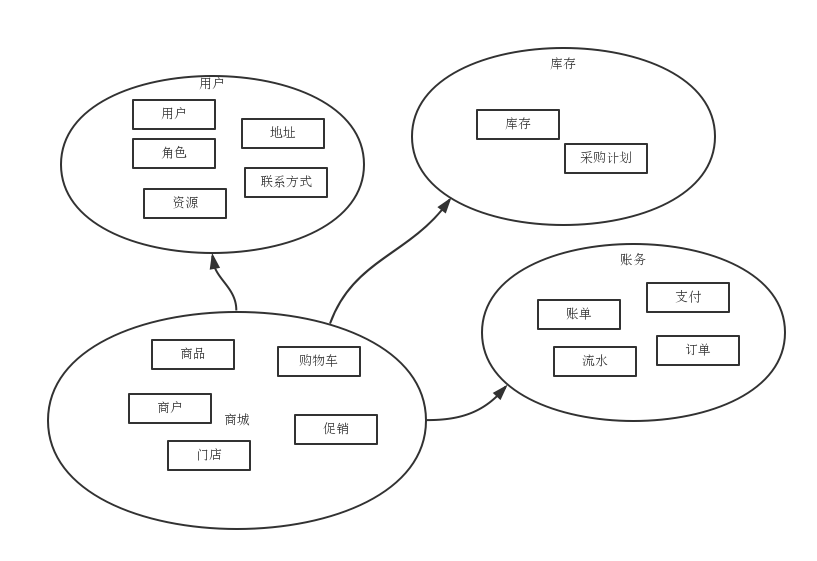 用户
用户
地址
角色
联系方式
资源
库存
库存
采购计划
账务
支付
账单
订单
流水
商品
购物车
商户
商城
促销
门店